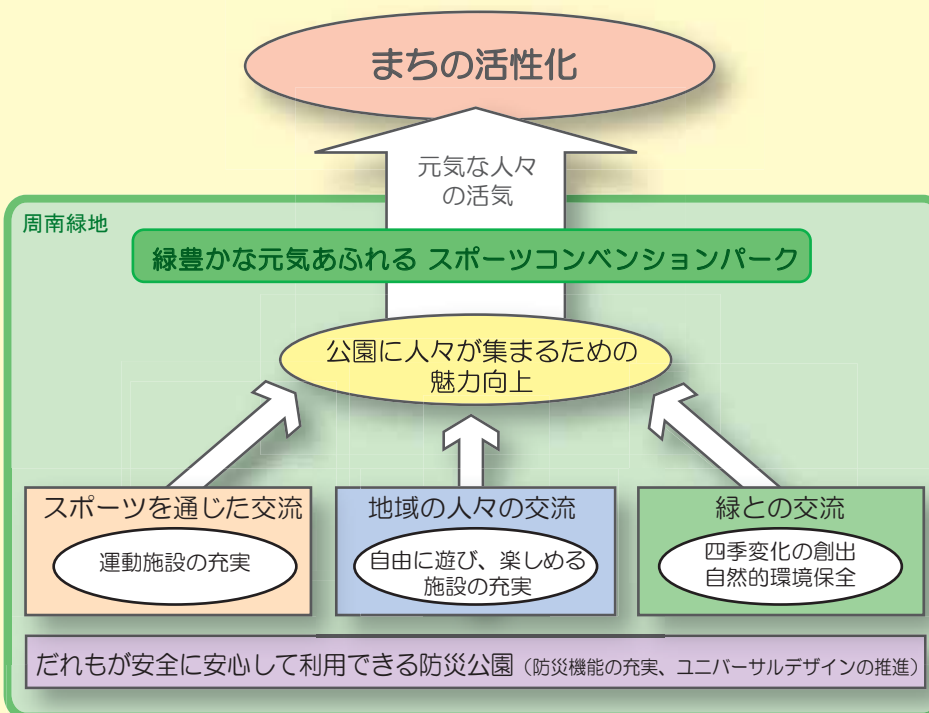 まちの活性化
元気な人々
の活気
周南緑地
緑豊かな元気あふれる スポーツコンベンションパーク
公園に人々が集まるための
魅力向上
スポーツを通じた交流
運動施設の充実
地域の人々の交流
自由に遊び、楽しめる
施設の充実
緑との交流
四季変化の創出
自然的環境保全
だれもが安全に安心して利用できる防災公園（防災機能の充実、ユニバーサルデザインの推進）